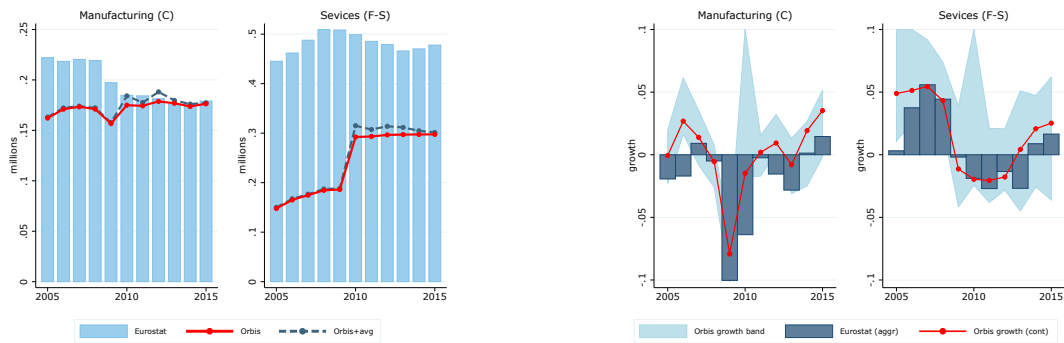 Manufacturing (C)
.25
.2
.15
.1
.05
0
millions
2005
2010
2015
Sevices (F-S)
.5
.4
.3
.2
.1
0
millions
2005
2010
2015
Eurostat
Orbis
Orbis+avg
Manufacturing (C)
.1
.05
0
-.05
-.1
growth
2005
2010
2015
Sevices (F-S)
.1
.05
0
-.05
-.1
growth
2005
2010
2015
Orbis growth band
Eurostat (aggr)
Orbis growth (cont)